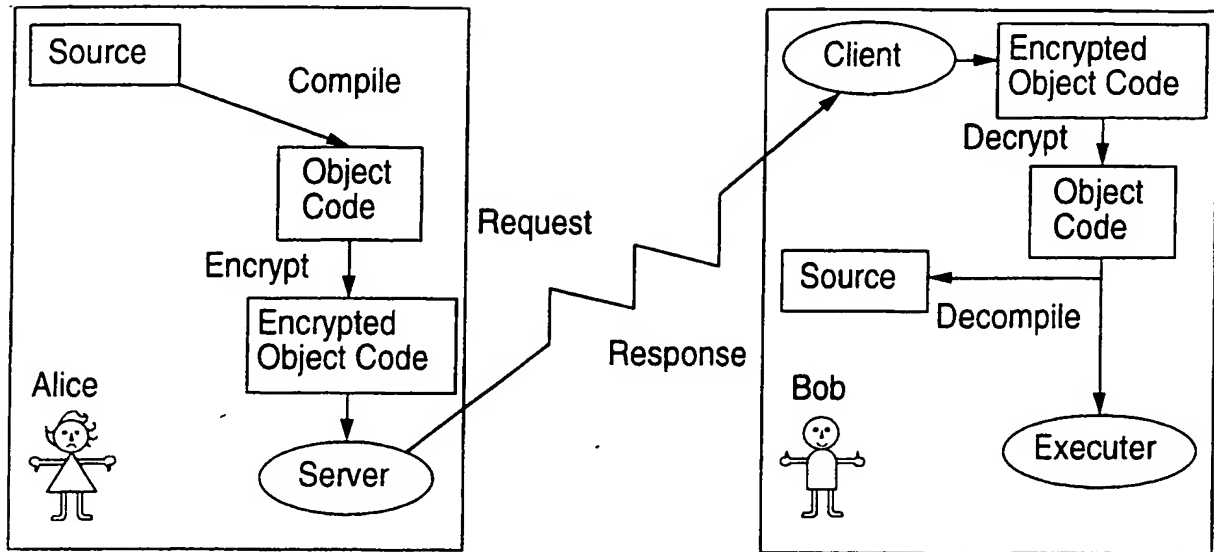 Source
Compile
Object
Code
Encrypt
Encrypted
Object Code
Alice
Server
Request
Response
Client
Encrypted
Object Code
Decrypt
Object
Code
Source
Decompile
Bob
Executer